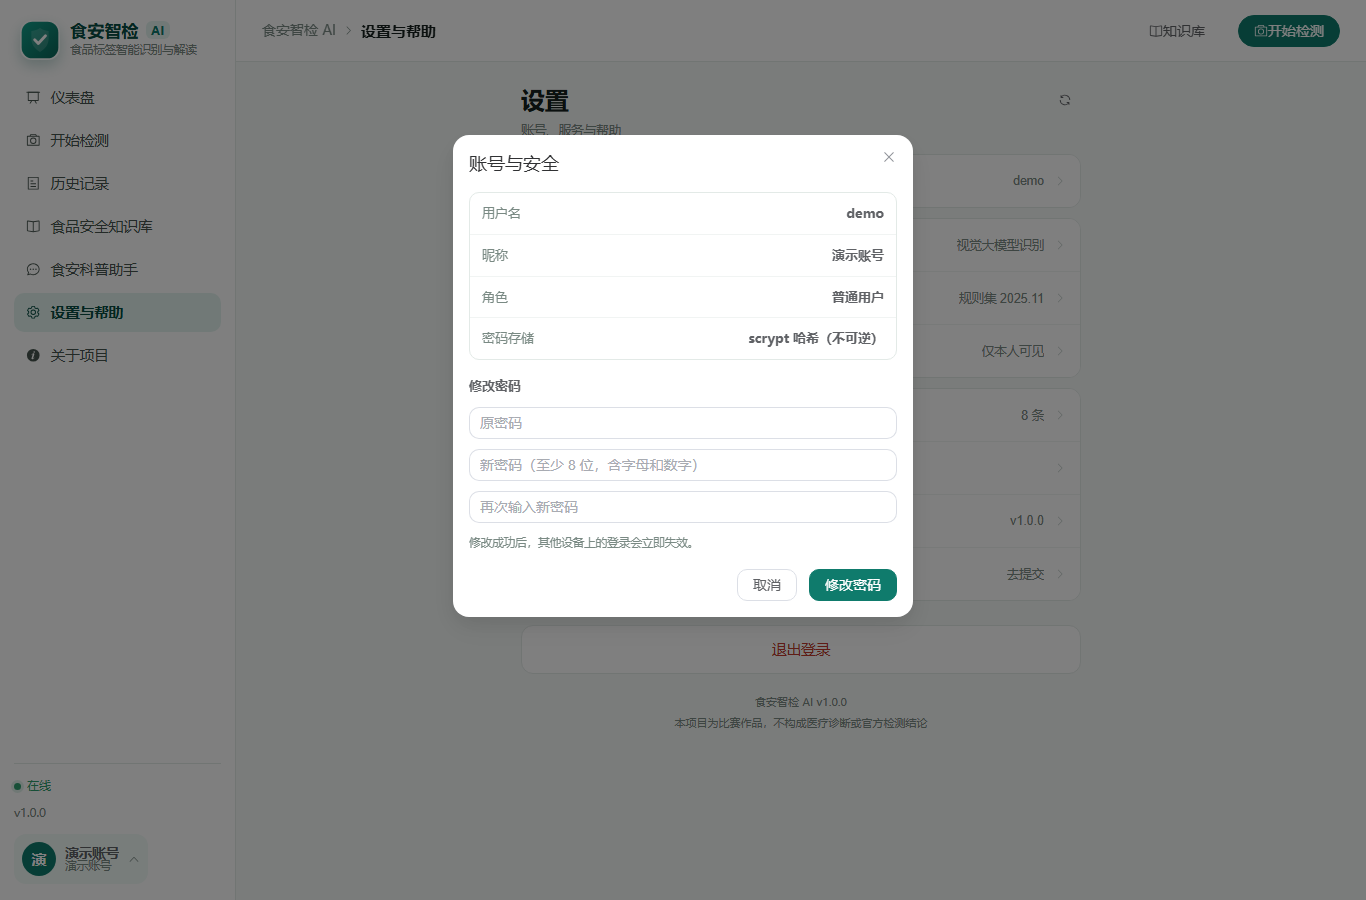 食安智检 AI
食品标签智能识别与解读
仪表盘
开始检测
历史记录
食品安全知识库
食安科普助手
设置与帮助
关于项目
在线
v1.0.0
演
演示账号
演示账号
食安智检 AI > 设置与帮助
知识库
开始检测
设置
账号、服务与帮助
demo
视觉大模型识别
规则集 2025.11
仅本人可见
8 条
v1.0.0
去提交
账号与安全
用户名 demo
昵称 演示账号
角色 普通用户
密码存储 scrypt 哈希（不可逆）
修改密码
原密码
新密码（至少 8 位，含字母和数字）
再次输入新密码
修改成功后，其他设备上的登录会立即失效。
取消 修改密码
退出登录
食安智检 AI v1.0.0
本项目为比赛作品，不构成医疗诊断或官方检测结论